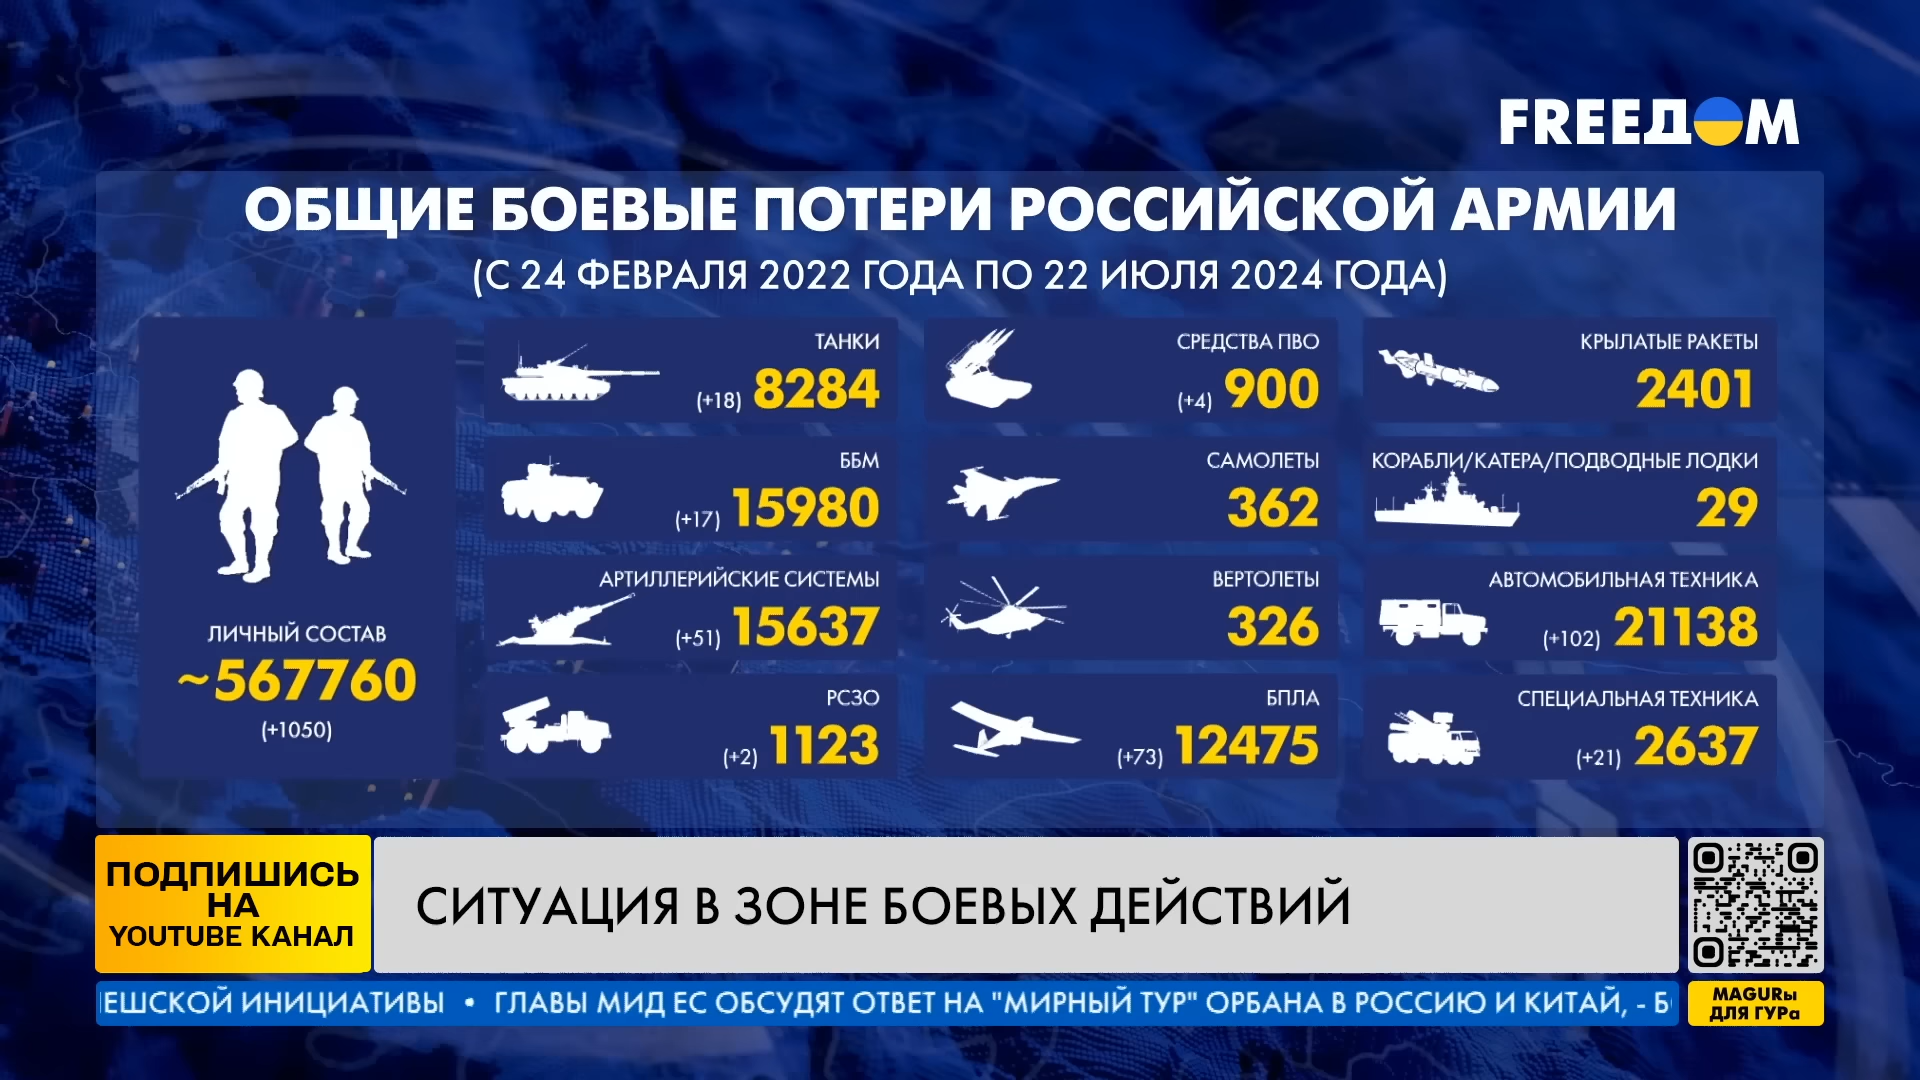 FREEДOM
ОБЩИЕ БОЕВЫЕ ПОТЕРИ РОССИЙСКОЙ АРМИИ
(С 24 ФЕВРАЛЯ 2022 ГОДА ПО 22 ИЮЛЯ 2024 ГОДА)
ЛИЧНЫЙ СОСТАВ
~567760
(+1050)
ТАНКИ
(+18) 8284
ББМ
(+17) 15980
АРТИЛЛЕРИЙСКИЕ СИСТЕМЫ
(+51) 15637
РСЗО
(+2) 1123
СРЕДСТВА ПВО
(+4) 900
САМОЛЕТЫ
362
ВЕРТОЛЕТЫ
326
БПЛА
(+73) 12475
КРЫЛАТЫЕ РАКЕТЫ
2401
КОРАБЛИ/КАТЕРА/ПОДВОДНЫЕ ЛОДКИ
29
АВТОМОБИЛЬНАЯ ТЕХНИКА
(+102) 21138
СПЕЦИАЛЬНАЯ ТЕХНИКА
(+21) 2637
ПОДПИШИСЬ
НА
YOUTUBE КАНАЛ
СИТУАЦИЯ В ЗОНЕ БОЕВЫХ ДЕЙСТВИЙ
ЕШСКОЙ ИНИЦИАТИВЫ • ГЛАВЫ МИД ЕС ОБСУДЯТ ОТВЕТ НА "МИРНЫЙ ТУР" ОРБАНА В РОССИЮ И КИТАЙ, - Б
MAGURы
ДЛЯ ГУРа